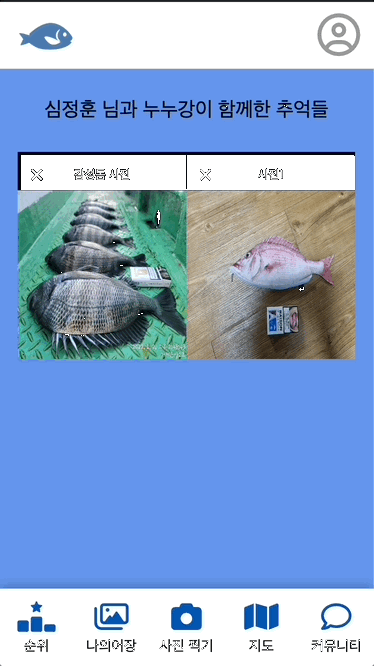 심정훈 님과 누누강이 함께한 추억들
감성돔 사진
사진1
순위
나의어장
사진 찍기
지도
커뮤니티